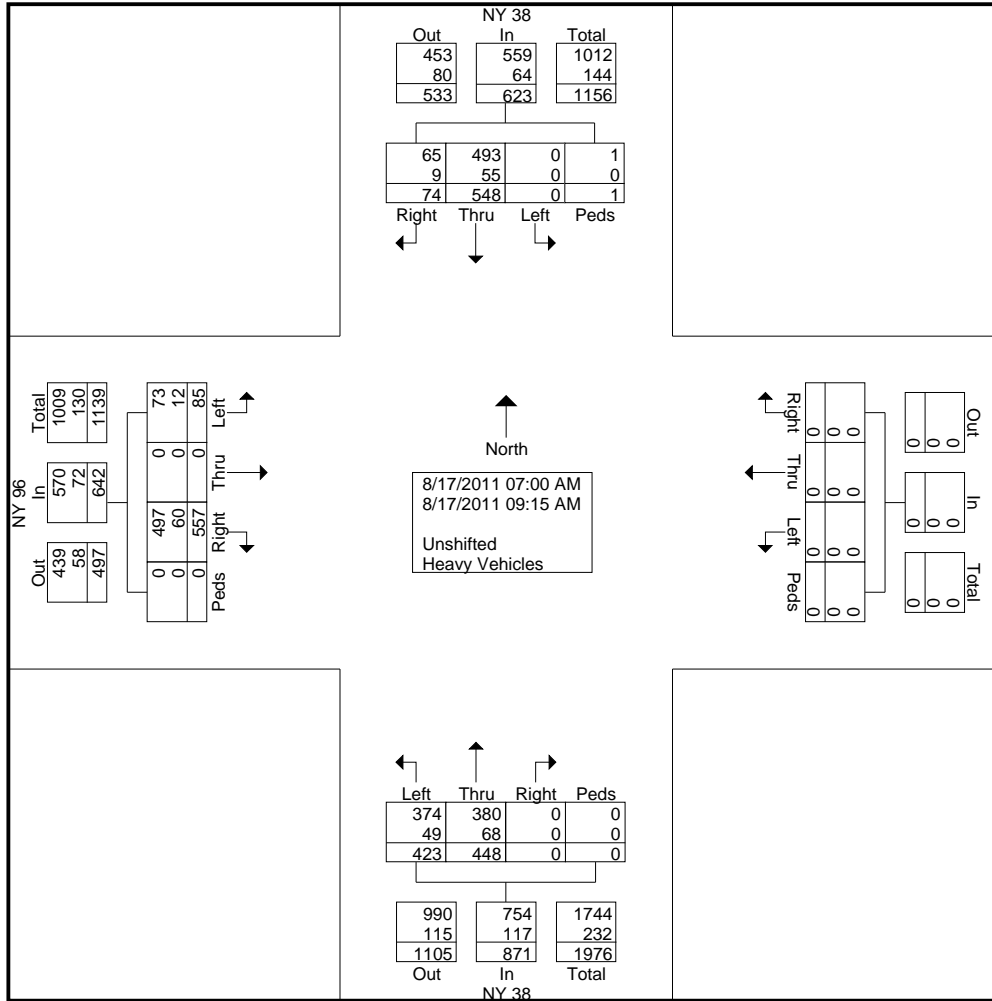 NY 38
Out In Total
453 559 1012
80 64 144
533 623 1156
65 493 0 1
9 55 0 0
74 548 0 1
Right Thru Left Peds
NY 96
Total In Out
1009 570 439
130 72 58
1139 642 497
73 0 497 0
12 0 60 0
85 0 557 0
Left Thru Right Peds
North
8/17/2011 07:00 AM
8/17/2011 09:15 AM
Unshifted
Heavy Vehicles
Right Thru Left Peds
0 0 0 0
0 0 0 0
0 0 0 0
Out In Total
0 0 0
0 0 0
0 0 0
Left Thru Right Peds
374 380 0 0
49 68 0 0
423 448 0 0
990 754 1744
115 117 232
1105 871 1976
Out In Total
NY 38